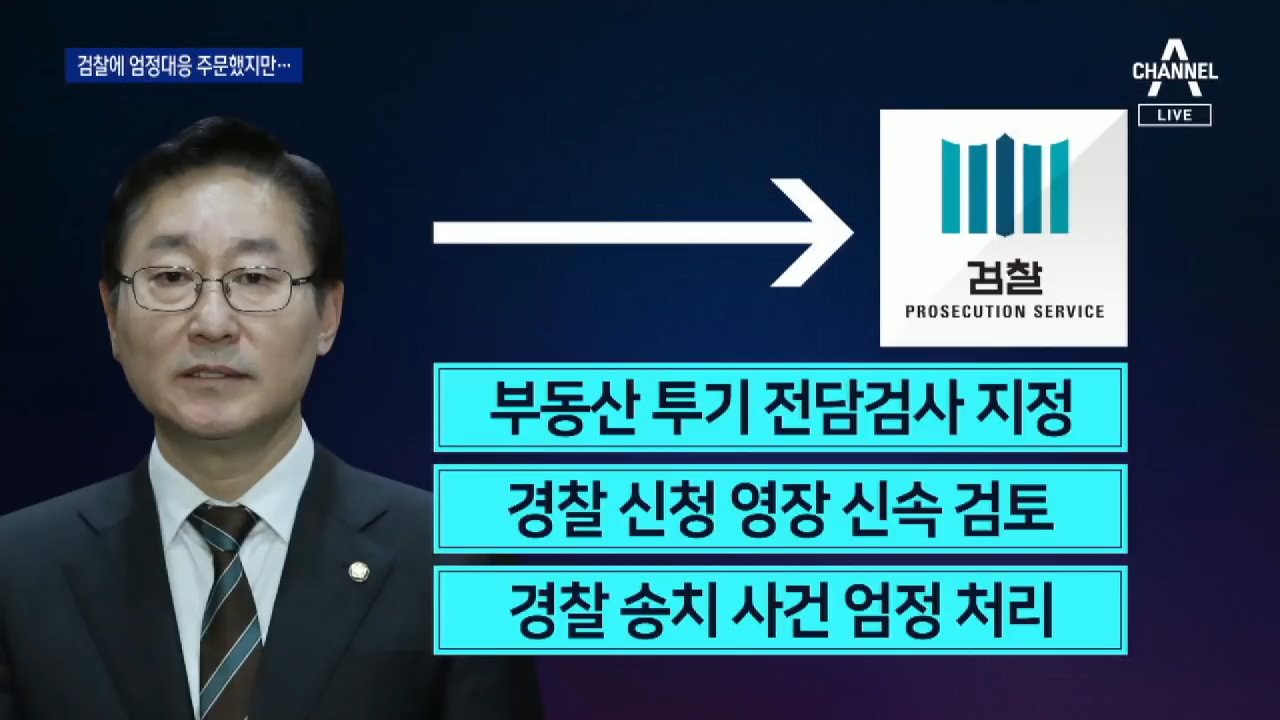 검찰에 엄정대응 주문했지만…
CHANNEL A
LIVE
검찰
PROSECUTION SERVICE
부동산 투기 전담검사 지정
경찰 신청 영장 신속 검토
경찰 송치 사건 엄정 처리